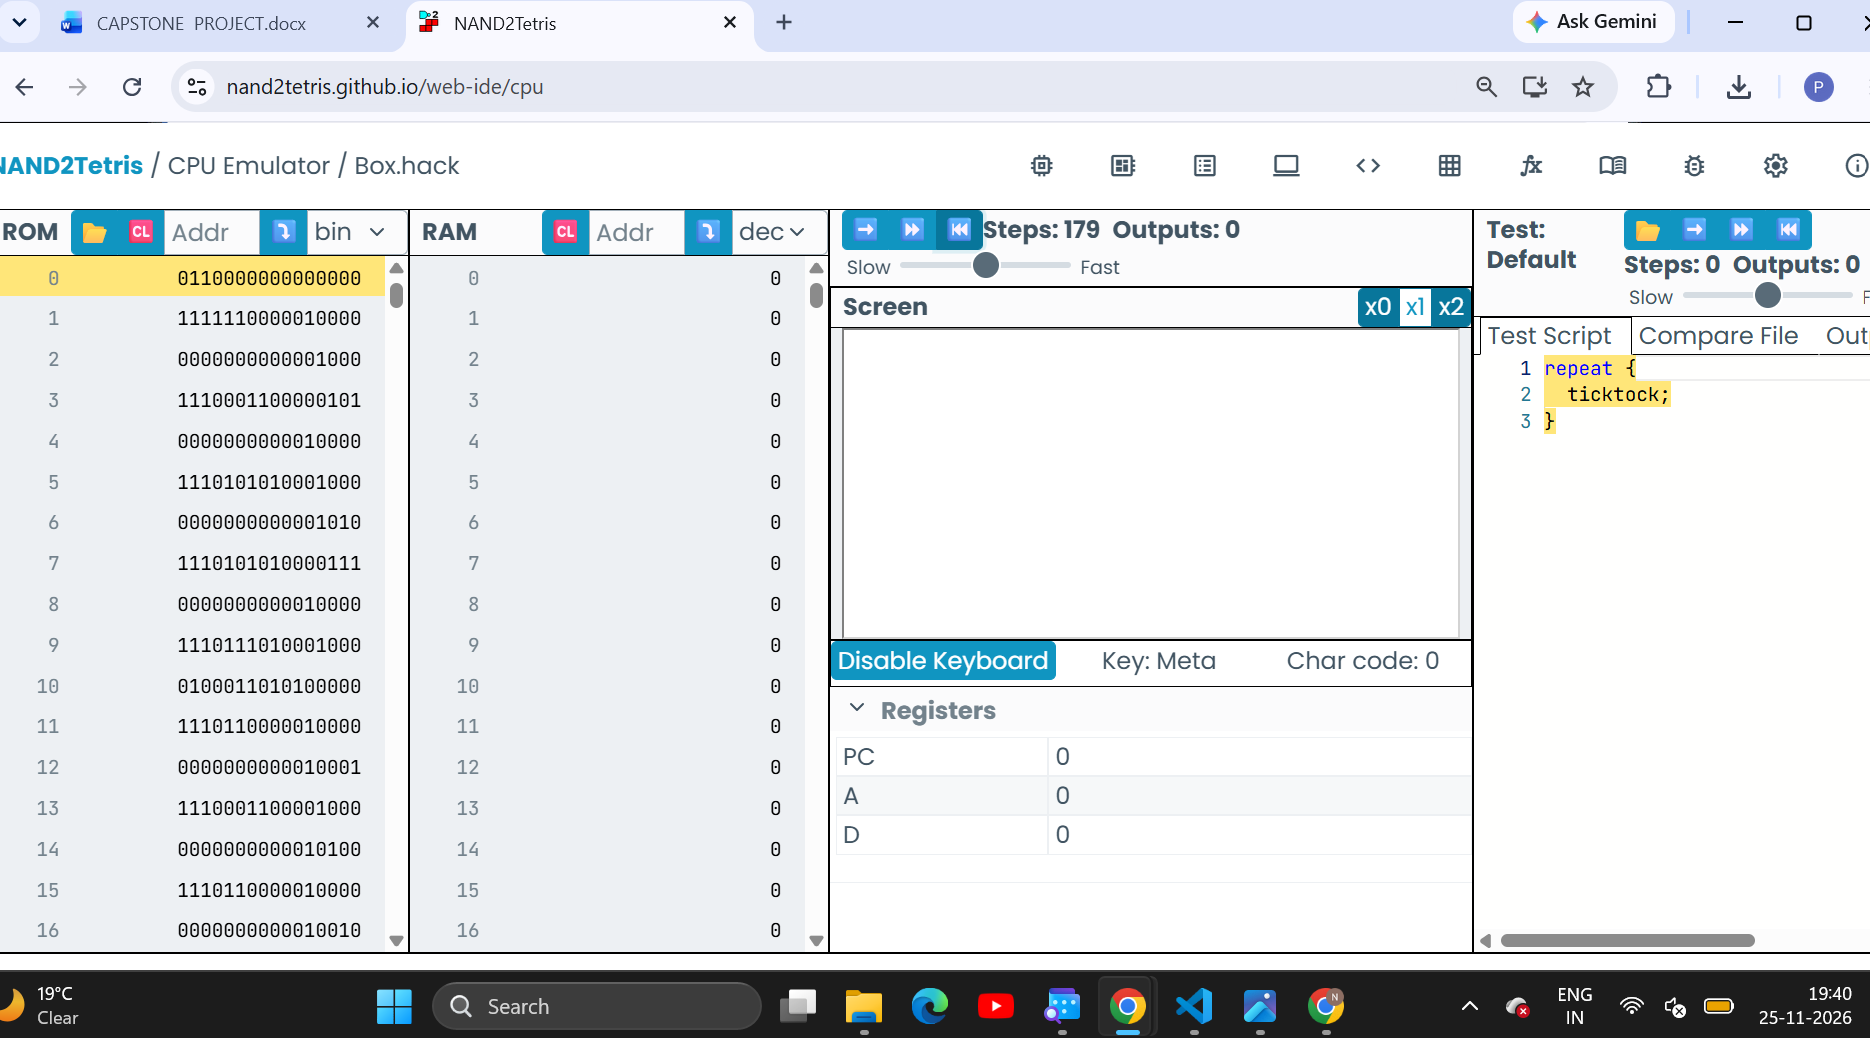 CAPSTONE PROJECT.docx
NAND2Tetris
Ask Gemini
nand2tetris.github.io/web-ide/cpu
P
NAND2Tetris / CPU Emulator / Box.hack
ROM CL Addr bin
RAM CL Addr dec
Steps: 179 Outputs: 0
Slow Fast
Test: Default
Steps: 0 Outputs: 0
Slow F
0 0110000000000000
1 1111110000010000
2 0000000000001000
3 1110001100000101
4 0000000000010000
5 1110101010001000
6 0000000000001010
7 1110101010000111
8 0000000000010000
9 1110111010001000
10 0100011010100000
11 1110110000010000
12 0000000000010001
13 1110001100001000
14 0000000000010100
15 1110110000010000
16 0000000000010010
0 0
1 0
2 0
3 0
4 0
5 0
6 0
7 0
8 0
9 0
10 0
11 0
12 0
13 0
14 0
15 0
16 0
Screen x0 x1 x2
Disable Keyboard Key: Meta Char code: 0
Registers
PC 0
A 0
D 0
Test Script Compare File Out
1 repeat {
2 ticktock;
3 }
19°C
Clear
Search
N
ENG
IN
19:40
25-11-2026